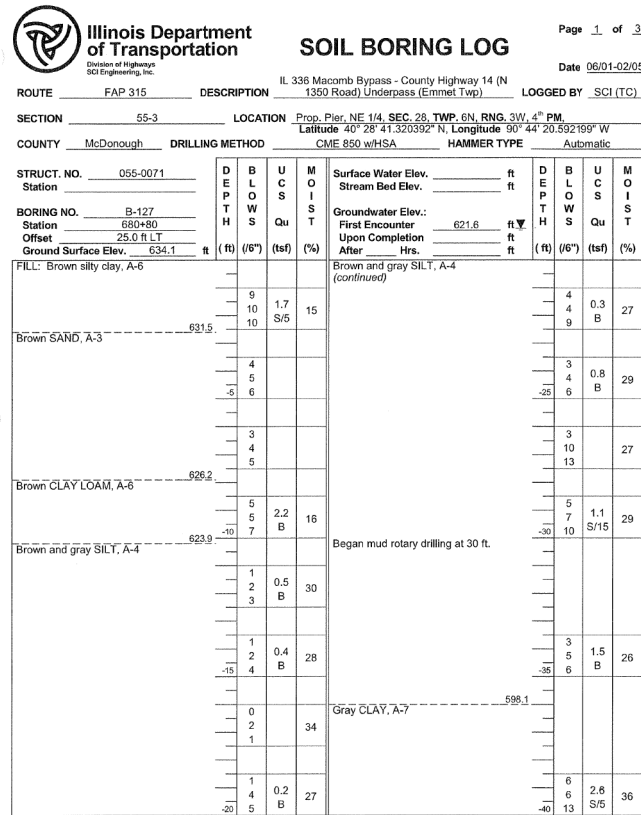 Illinois Department
of Transportation
Division of Highways
SCI Engineering, Inc.
SOIL BORING LOG
Page 1 of 3
Date 06/01-02/05
ROUTE FAP 315 DESCRIPTION IL 336 Macomb Bypass - County Highway 14 (N
1350 Road) Underpass (Emmet Twp) LOGGED BY SCI (TC)
SECTION 55-3 LOCATION Prop. Pier, NE 1/4, SEC. 28, TWP. 6N, RNG. 3W, 4th PM,
Latitude 40° 28' 41.320392" N, Longitude 90° 44' 20.592199" W
COUNTY McDonough DRILLING METHOD CME 850 w/HSA HAMMER TYPE Automatic
STRUCT. NO. 055-0071
Station
BORING NO. B-127
Station 680+80
Offset 25.0 ft LT
Ground Surface Elev. 634.1 ft
DEPTH (ft) BLOWS (/6") UCS Qu (tsf) MOIST (%)
Surface Water Elev. ft
Stream Bed Elev. ft
Groundwater Elev.:
First Encounter 621.6 ft
Upon Completion ft
After Hrs. ft
DEPTH (ft) BLOWS (/6") UCS Qu (tsf) MOIST (%)
FILL: Brown silty clay, A-6
9
10 1.7 15
10 S/5
631.5
Brown SAND, A-3
4
5
-5 6
3
4
5
626.2
Brown CLAY LOAM, A-6
5
5 2.2 16
-10 7 B
623.9
Brown and gray SILT, A-4
1
2 0.5 30
3 B
1
2 0.4 28
-15 4 B
0
2 34
1
1
4 0.2 27
-20 5 B
Brown and gray SILT, A-4
(continued)
4
4 0.3 27
9 B
3
4 0.8 29
-25 6 B
3
10 27
13
5
7 1.1 29
-30 10 S/15
Began mud rotary drilling at 30 ft.
3
5 1.5 26
-35 6 B
598.1
Gray CLAY, A-7
6
6 2.6 36
-40 13 S/5